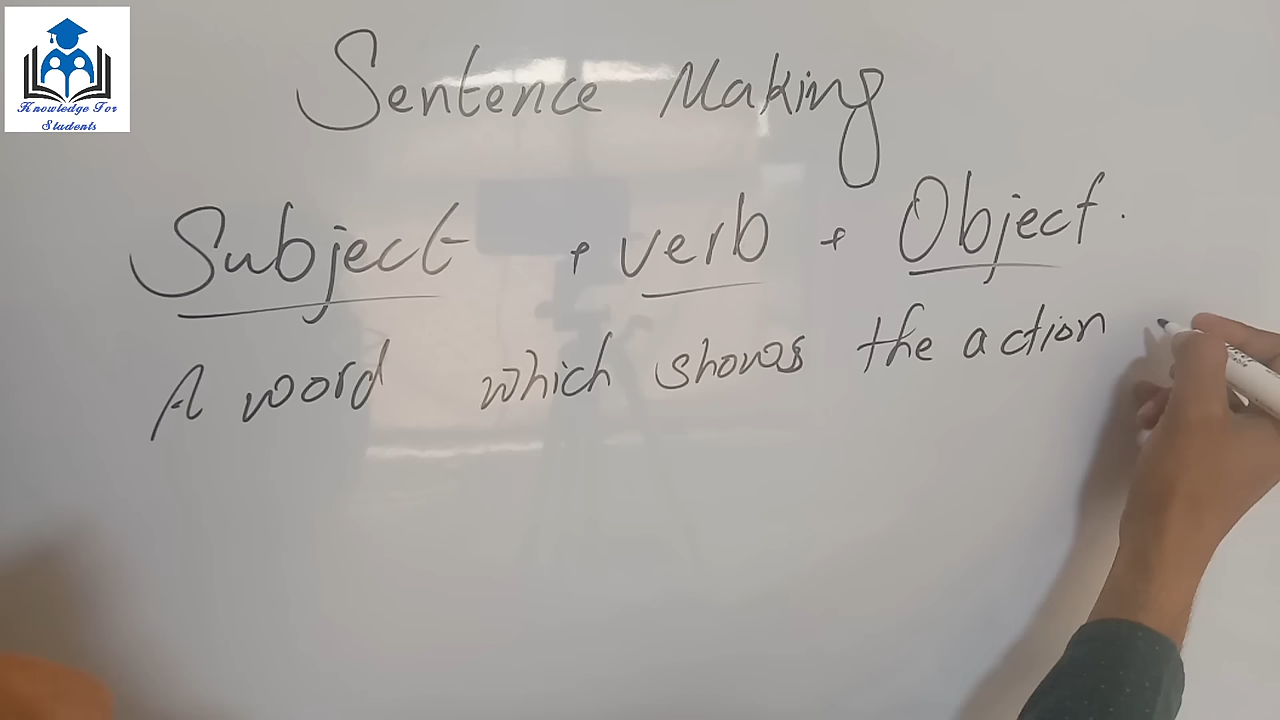 Knowledge For
Students
Sentence Making
Subject + verb + Object.
A word which shows the action